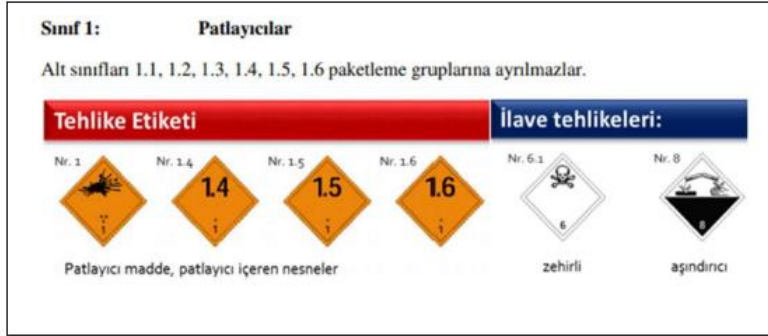 Sınıf 1: Patlayıcılar
Alt sınıfları 1.1, 1.2, 1.3, 1.4, 1.5, 1.6 paketleme gruplarına ayrılmazlar.
Tehlike Etiketi İlave tehlikeleri:
Nr. 1 Nr. 1.4 Nr. 1.5 Nr. 1.6 Nr. 6.1 Nr. 8
1.4 1.5 1.6
1 1 1 1 6 8
Patlayıcı madde, patlayıcı içeren nesneler zehirli aşındırıcı